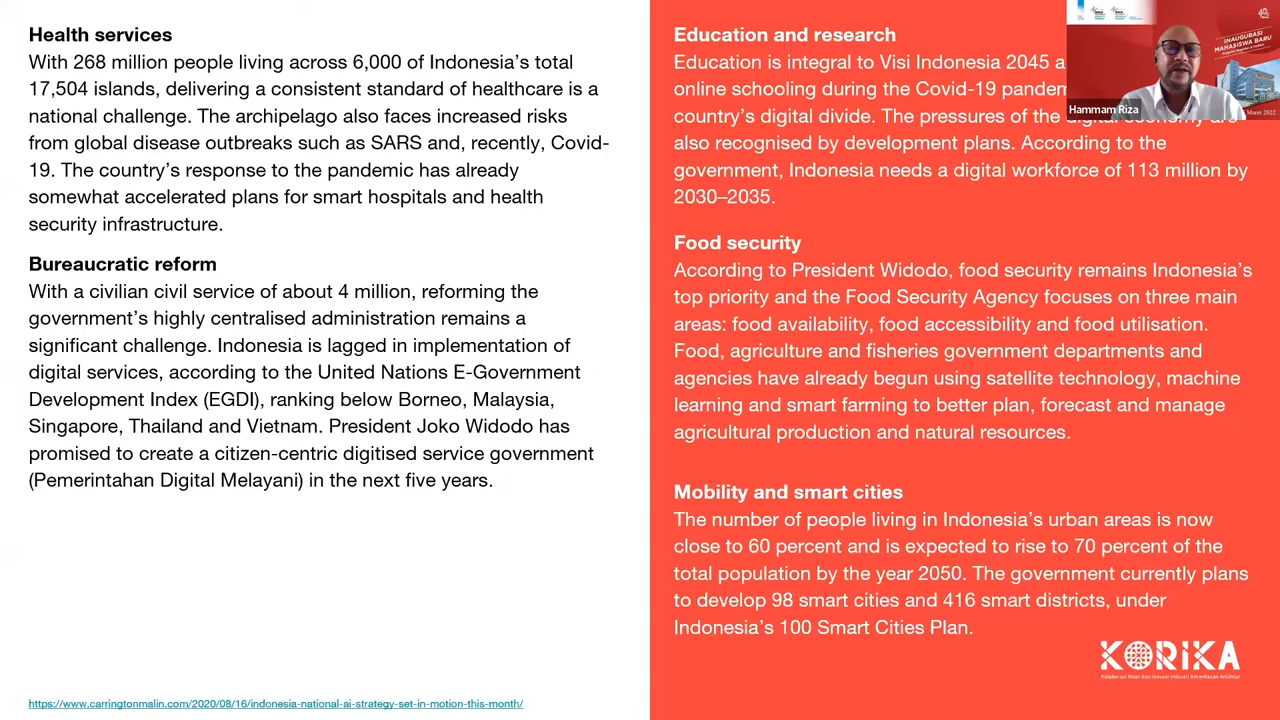 Health services
With 268 million people living across 6,000 of Indonesia’s total
17,504 islands, delivering a consistent standard of healthcare is a
national challenge. The archipelago also faces increased risks
from global disease outbreaks such as SARS and, recently, Covid-
19. The country’s response to the pandemic has already
somewhat accelerated plans for smart hospitals and health
security infrastructure.
Bureaucratic reform
With a civilian civil service of about 4 million, reforming the
government’s highly centralised administration remains a
significant challenge. Indonesia is lagged in implementation of
digital services, according to the United Nations E-Government
Development Index (EGDI), ranking below Borneo, Malaysia,
Singapore, Thailand and Vietnam. President Joko Widodo has
promised to create a citizen-centric digitised service government
(Pemerintahan Digital Melayani) in the next five years.
https://www.carringtonmalin.com/2020/08/16/indonesia-national-ai-strategy-set-in-motion-this-month/
Education and research
Education is integral to Visi Indonesia 2045 a
online schooling during the Covid-19 pandem
country’s digital divide. The pressures of the digital economy are
also recognised by development plans. According to the
government, Indonesia needs a digital workforce of 113 million by
2030–2035.
Food security
According to President Widodo, food security remains Indonesia’s
top priority and the Food Security Agency focuses on three main
areas: food availability, food accessibility and food utilisation.
Food, agriculture and fisheries government departments and
agencies have already begun using satellite technology, machine
learning and smart farming to better plan, forecast and manage
agricultural production and natural resources.
Mobility and smart cities
The number of people living in Indonesia’s urban areas is now
close to 60 percent and is expected to rise to 70 percent of the
total population by the year 2050. The government currently plans
to develop 98 smart cities and 416 smart districts, under
Indonesia’s 100 Smart Cities Plan.
KORIKA
Kolaborasi Riset dan Inovasi Industri Kecerdasan Artifisial
INAUGURASI
MAHASISWA BARU
Hammam Riza
Maret 2022